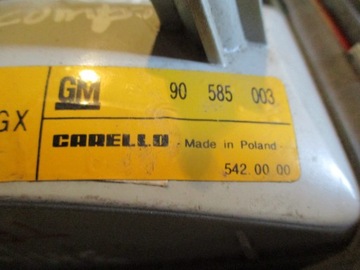 GM 90 585 003
GX
CARELLO Made in Poland
542.00 00